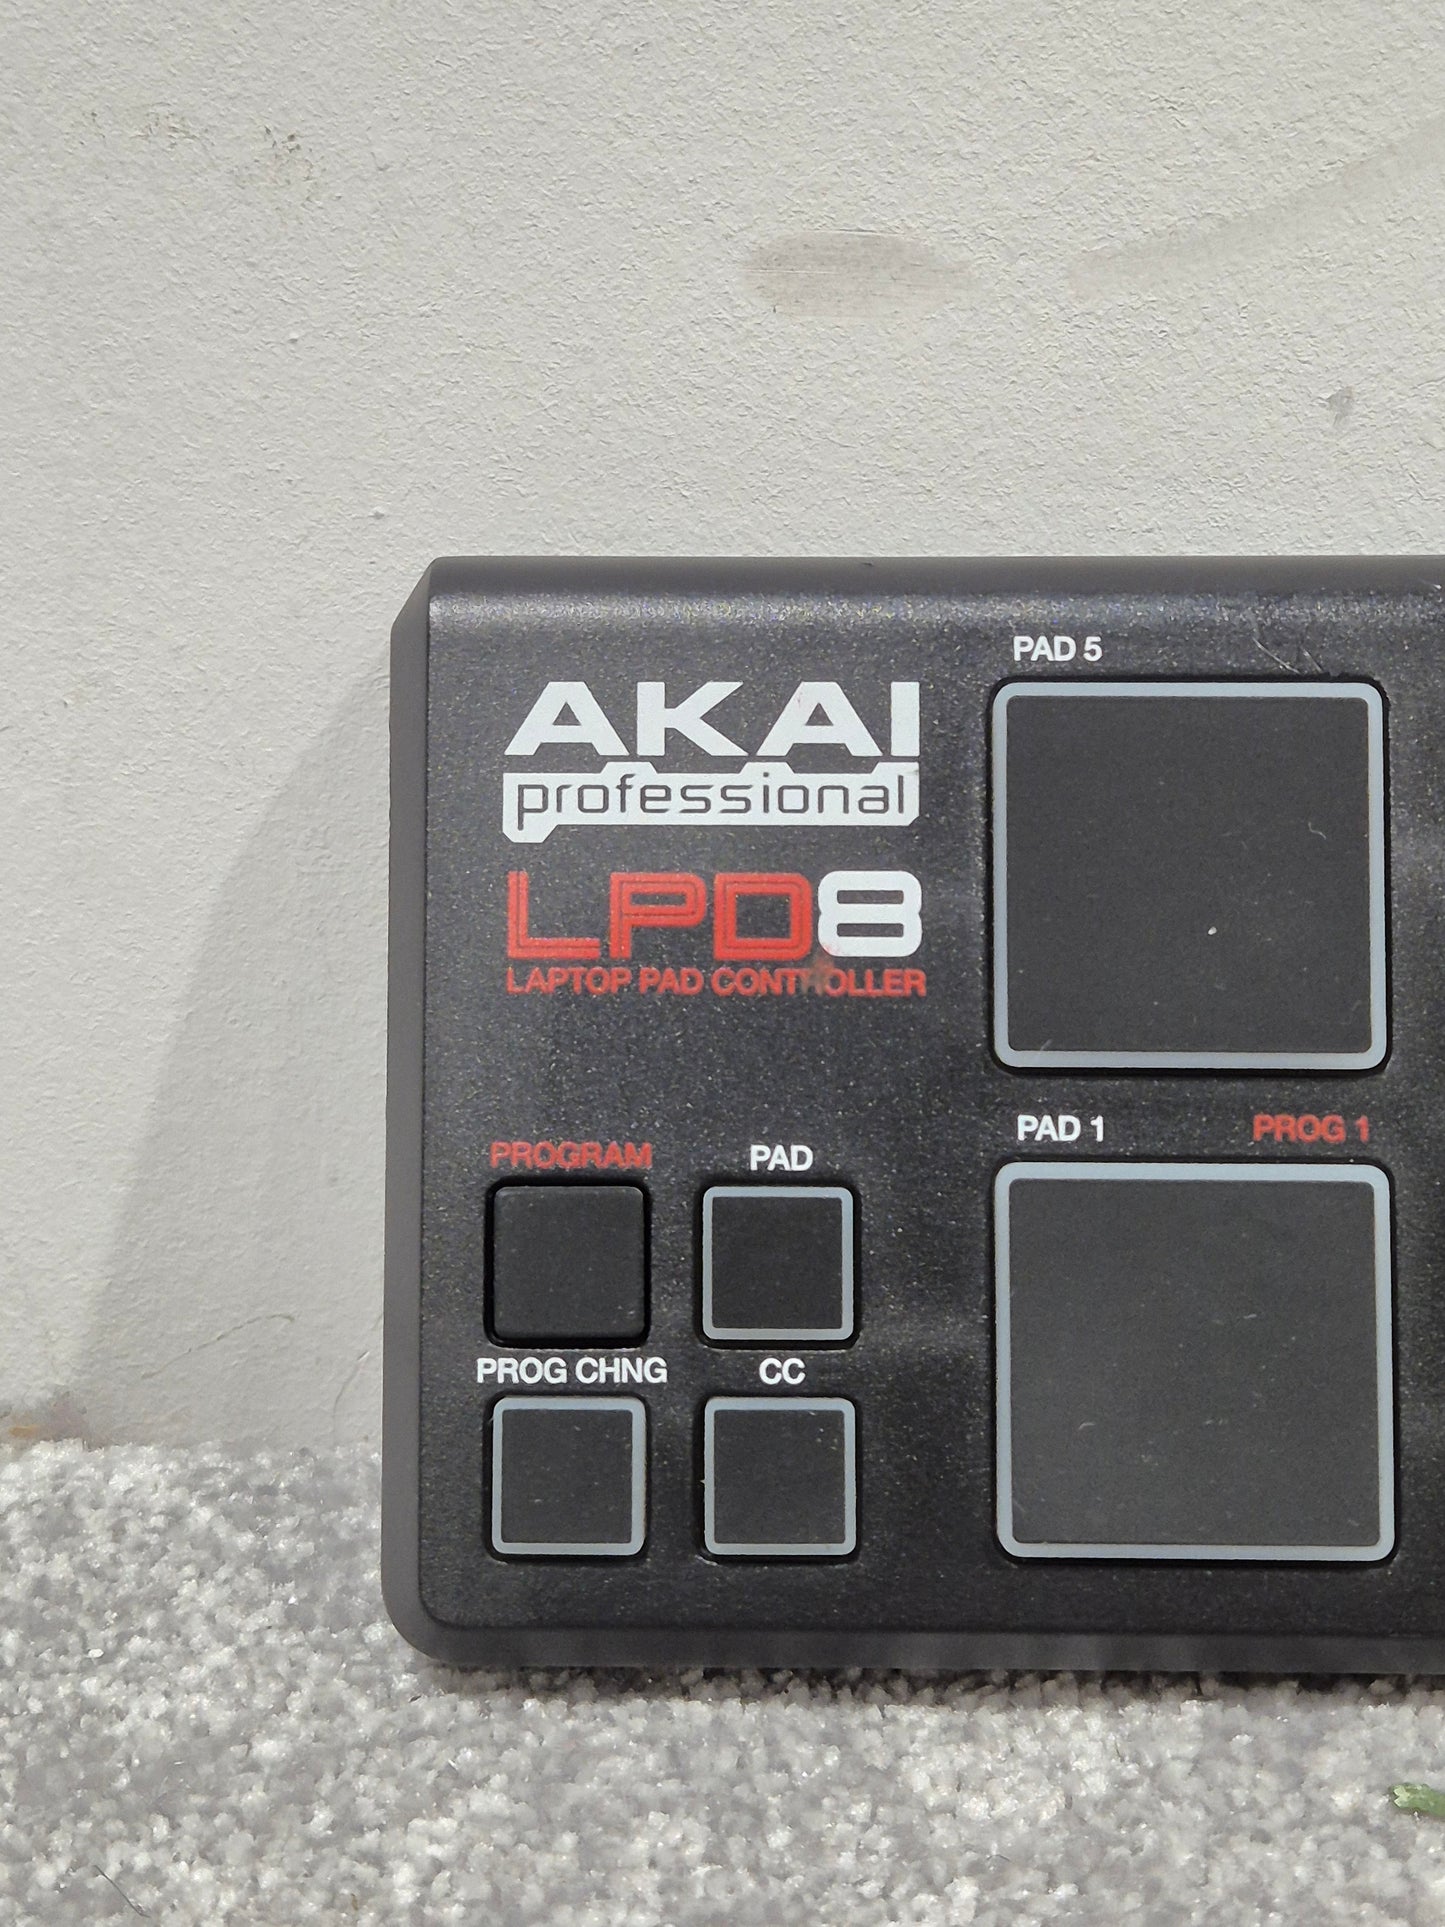 AKAI
professional
LPD8
LAPTOP PAD CONTROLLER
PAD 5
PAD 1 PROG 1
PROGRAM PAD
PROG CHNG CC